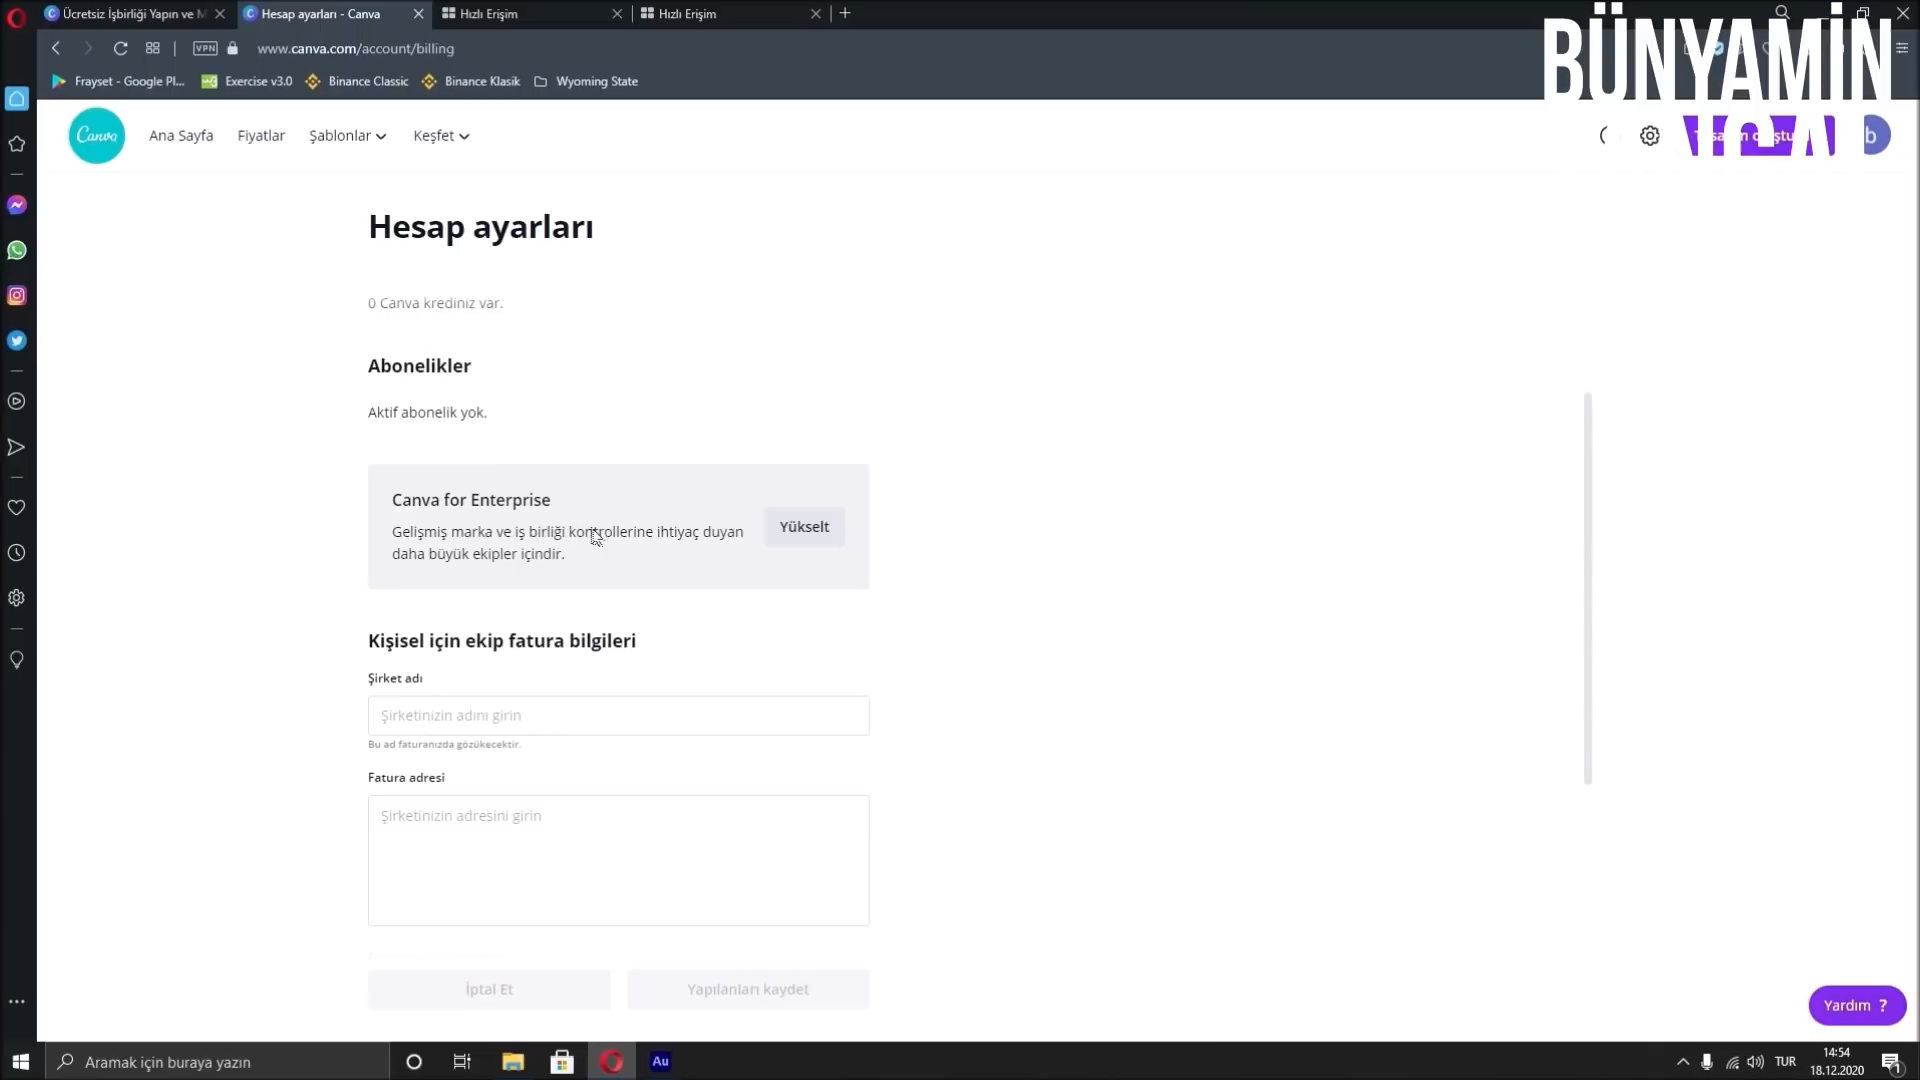 Ücretsiz İşbirliği Yapın ve M
Hesap ayarları - Canva
Hızlı Erişim
Hızlı Erişim
VPN
www.canva.com/account/billing
Frayset - Google Pl...
Exercise v3.0
Binance Classic
Binance Klasik
Wyoming State
BÜNYAMİN
Canva
Ana Sayfa
Fiyatlar
Şablonlar
Keşfet
b
Hesap ayarları
0 Canva krediniz var.
Abonelikler
Aktif abonelik yok.
Canva for Enterprise
Gelişmiş marka ve iş birliği kontrollerine ihtiyaç duyan
daha büyük ekipler içindir.
Yükselt
Kişisel için ekip fatura bilgileri
Şirket adı
Şirketinizin adını girin
Bu ad faturanızda gözükecektir.
Fatura adresi
Şirketinizin adresini girin
İptal Et
Yapılanları kaydet
Yardım ?
Aramak için buraya yazın
Au
TUR
14:54
18.12.2020
1